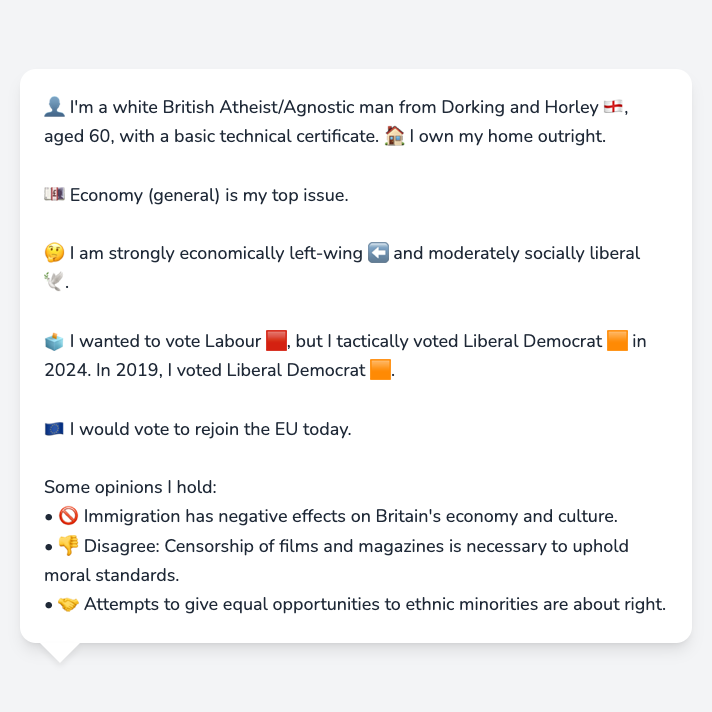 👤 I'm a white British Atheist/Agnostic man from Dorking and Horley 🏴󠁧󠁢󠁥󠁮󠁧󠁿,
aged 60, with a basic technical certificate. 🏠 I own my home outright.
💷 Economy (general) is my top issue.
🤔 I am strongly economically left-wing ⬅️ and moderately socially liberal
🕊️.
🗳️ I wanted to vote Labour 🟥, but I tactically voted Liberal Democrat 🟧 in
2024. In 2019, I voted Liberal Democrat 🟧.
🇪🇺 I would vote to rejoin the EU today.
Some opinions I hold:
• 🚫 Immigration has negative effects on Britain's economy and culture.
• 👎 Disagree: Censorship of films and magazines is necessary to uphold
moral standards.
• 🤝 Attempts to give equal opportunities to ethnic minorities are about right.